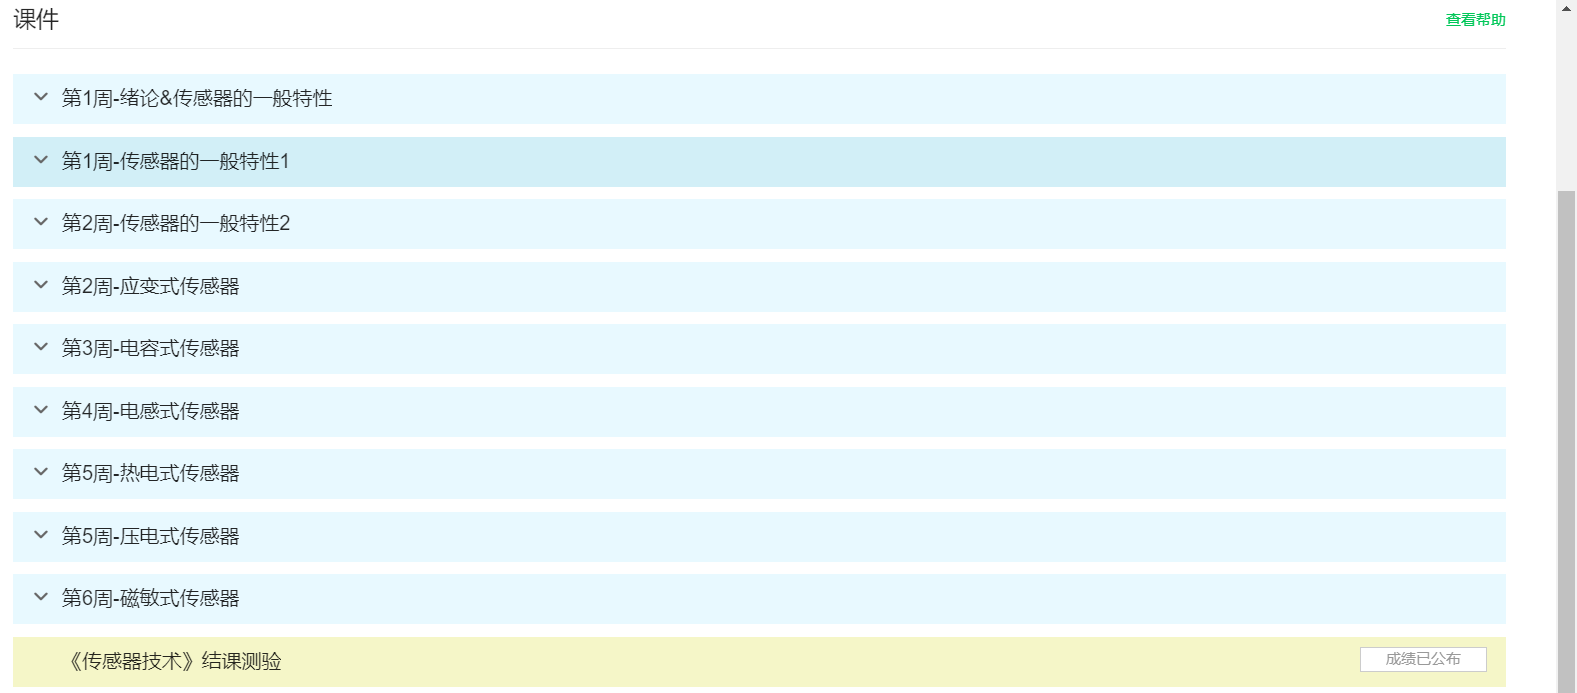 课件
查看帮助
第1周-绪论&传感器的一般特性
第1周-传感器的一般特性1
第2周-传感器的一般特性2
第2周-应变式传感器
第3周-电容式传感器
第4周-电感式传感器
第5周-热电式传感器
第5周-压电式传感器
第6周-磁敏式传感器
《传感器技术》结课测验
成绩已公布